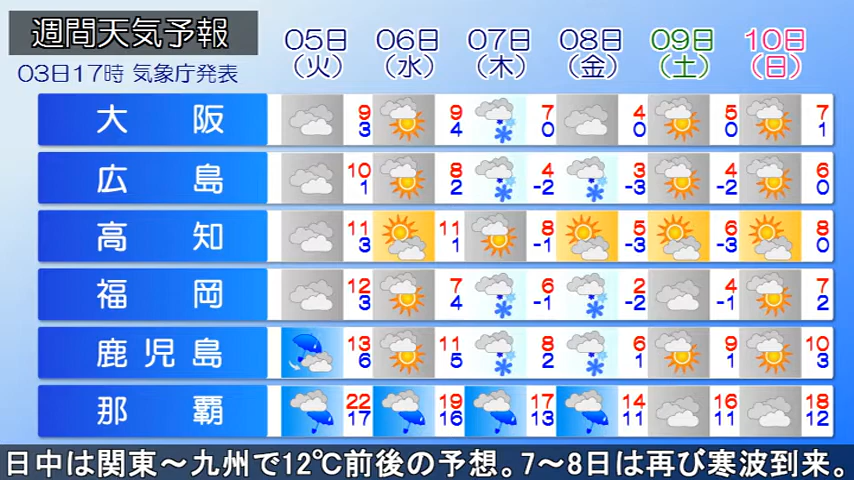 週間天気予報
03日17時 気象庁発表
05日 06日 07日 08日 09日 10日
(火) (水) (木) (金) (土) (日)
大阪 9 3 9 4 7 0 4 0 5 0 7 1
広島 10 1 8 2 4 -2 3 -3 4 -2 6 0
高知 11 3 11 1 8 -1 5 -3 6 -3 8 0
福岡 12 3 7 4 6 -1 2 -2 4 -1 7 2
鹿児島 13 6 11 5 8 2 6 1 9 1 10 3
那覇 22 17 19 16 17 13 14 11 16 11 18 12
日中は関東～九州で12℃前後の予想。7～8日は再び寒波到来。